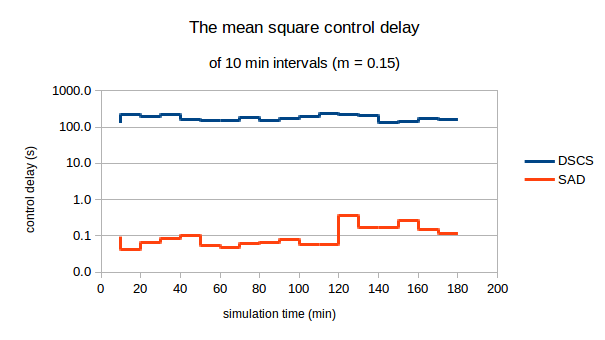 The mean square control delay
of 10 min intervals (m = 0.15)
control delay (s)
1000.0
100.0
10.0
1.0
0.1
0.0
0 20 40 60 80 100 120 140 160 180 200
simulation time (min)
DSCS
SAD